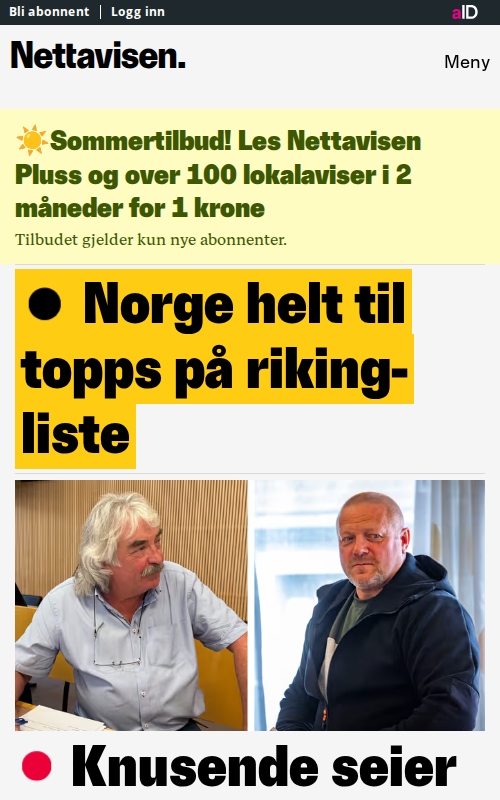 Bli abonnent | Logg inn
aID
Nettavisen.
Meny
☀️Sommertilbud! Les Nettavisen
Pluss og over 100 lokalaviser i 2
måneder for 1 krone
Tilbudet gjelder kun nye abonnenter.
● Norge helt til
topps på riking-
liste
● Knusende seier